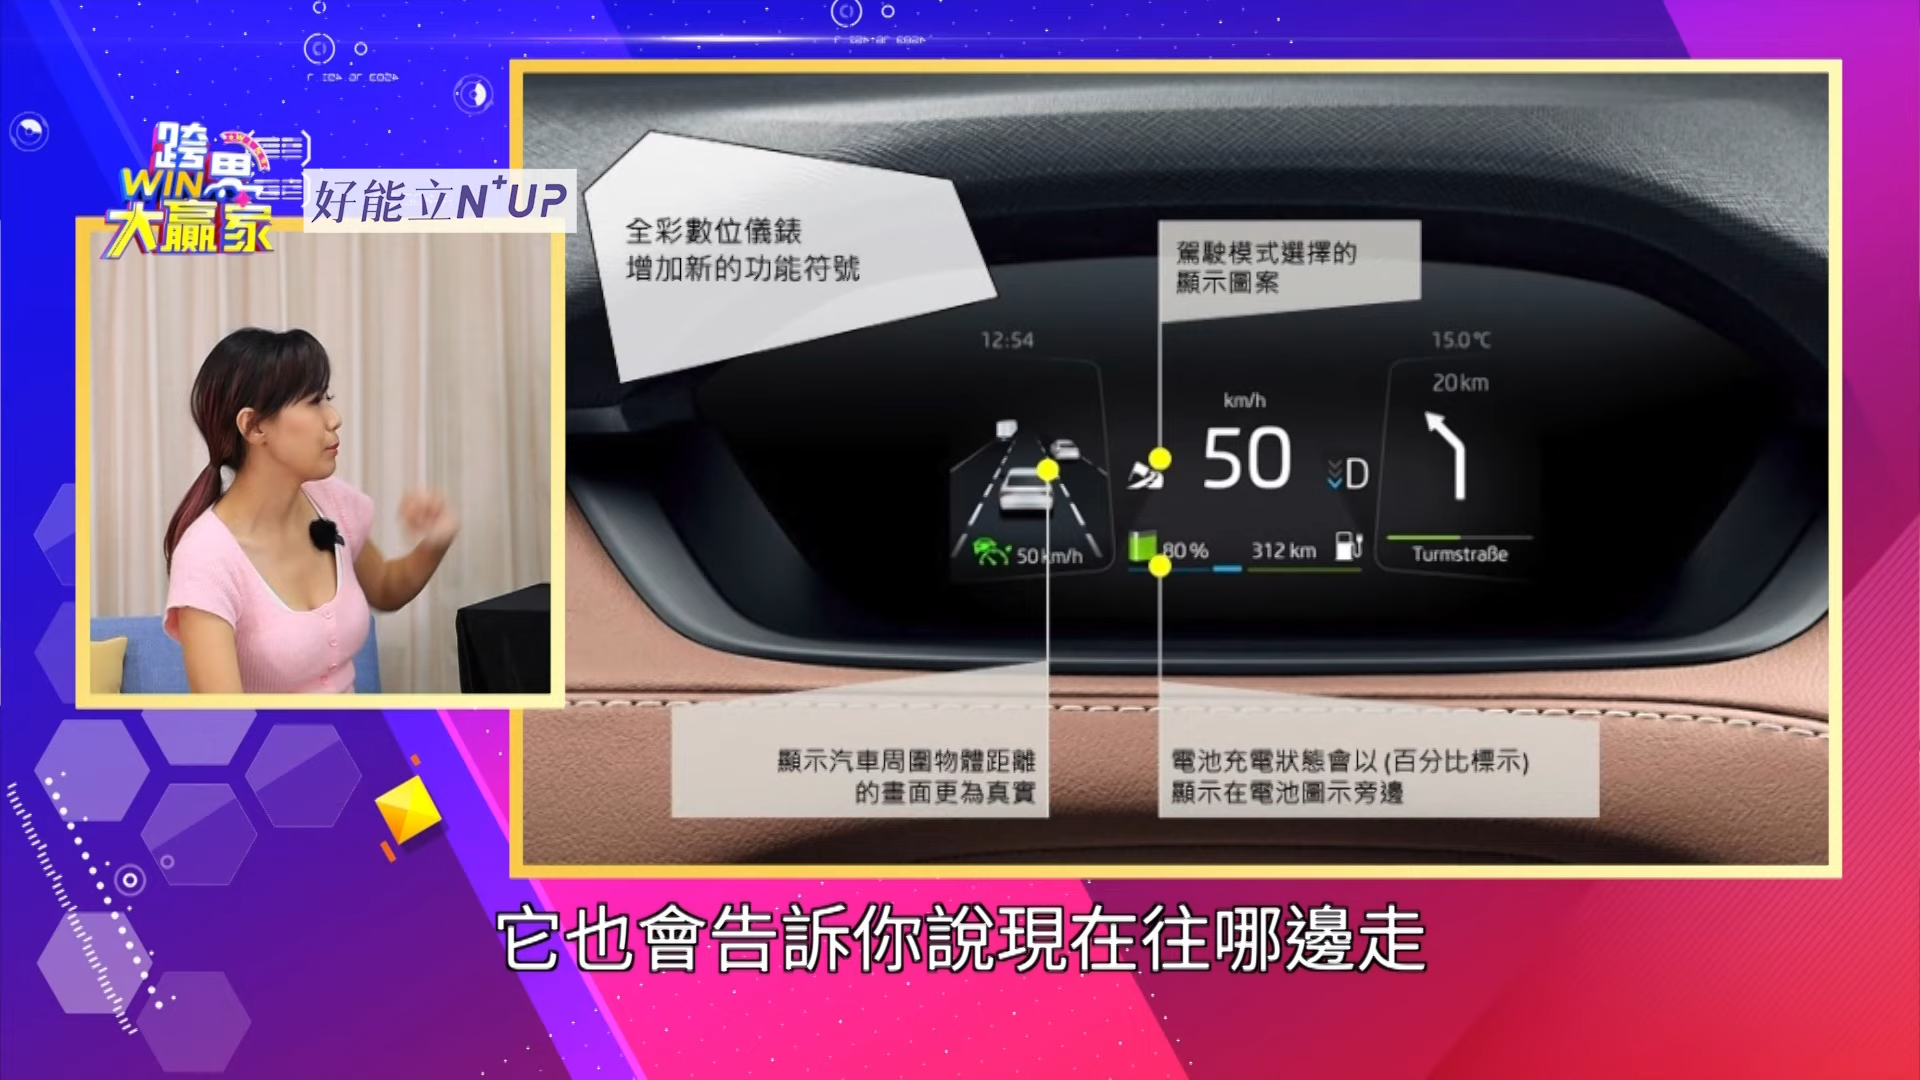 跨界
WIN
大贏家
好能立N⁺UP
全彩數位儀錶
增加新的功能符號
駕駛模式選擇的
顯示圖案
12:54
15.0℃
20km
km/h
50
D
50km/h
80%
312km
Turmstraße
顯示汽車周圍物體距離
的畫面更為真實
電池充電狀態會以(百分比標示)
顯示在電池圖示旁邊
它也會告訴你說現在往哪邊走